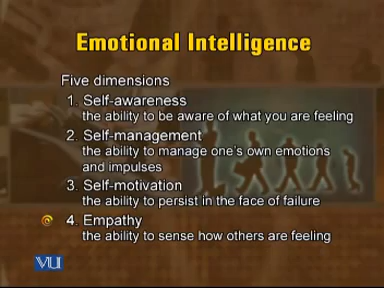 Emotional Intelligence
Five dimensions
1. Self-awareness
the ability to be aware of what you are feeling
2. Self-management
the ability to manage one's own emotions
and impulses
3. Self-motivation
the ability to persist in the face of failure
4. Empathy
the ability to sense how others are feeling
VU